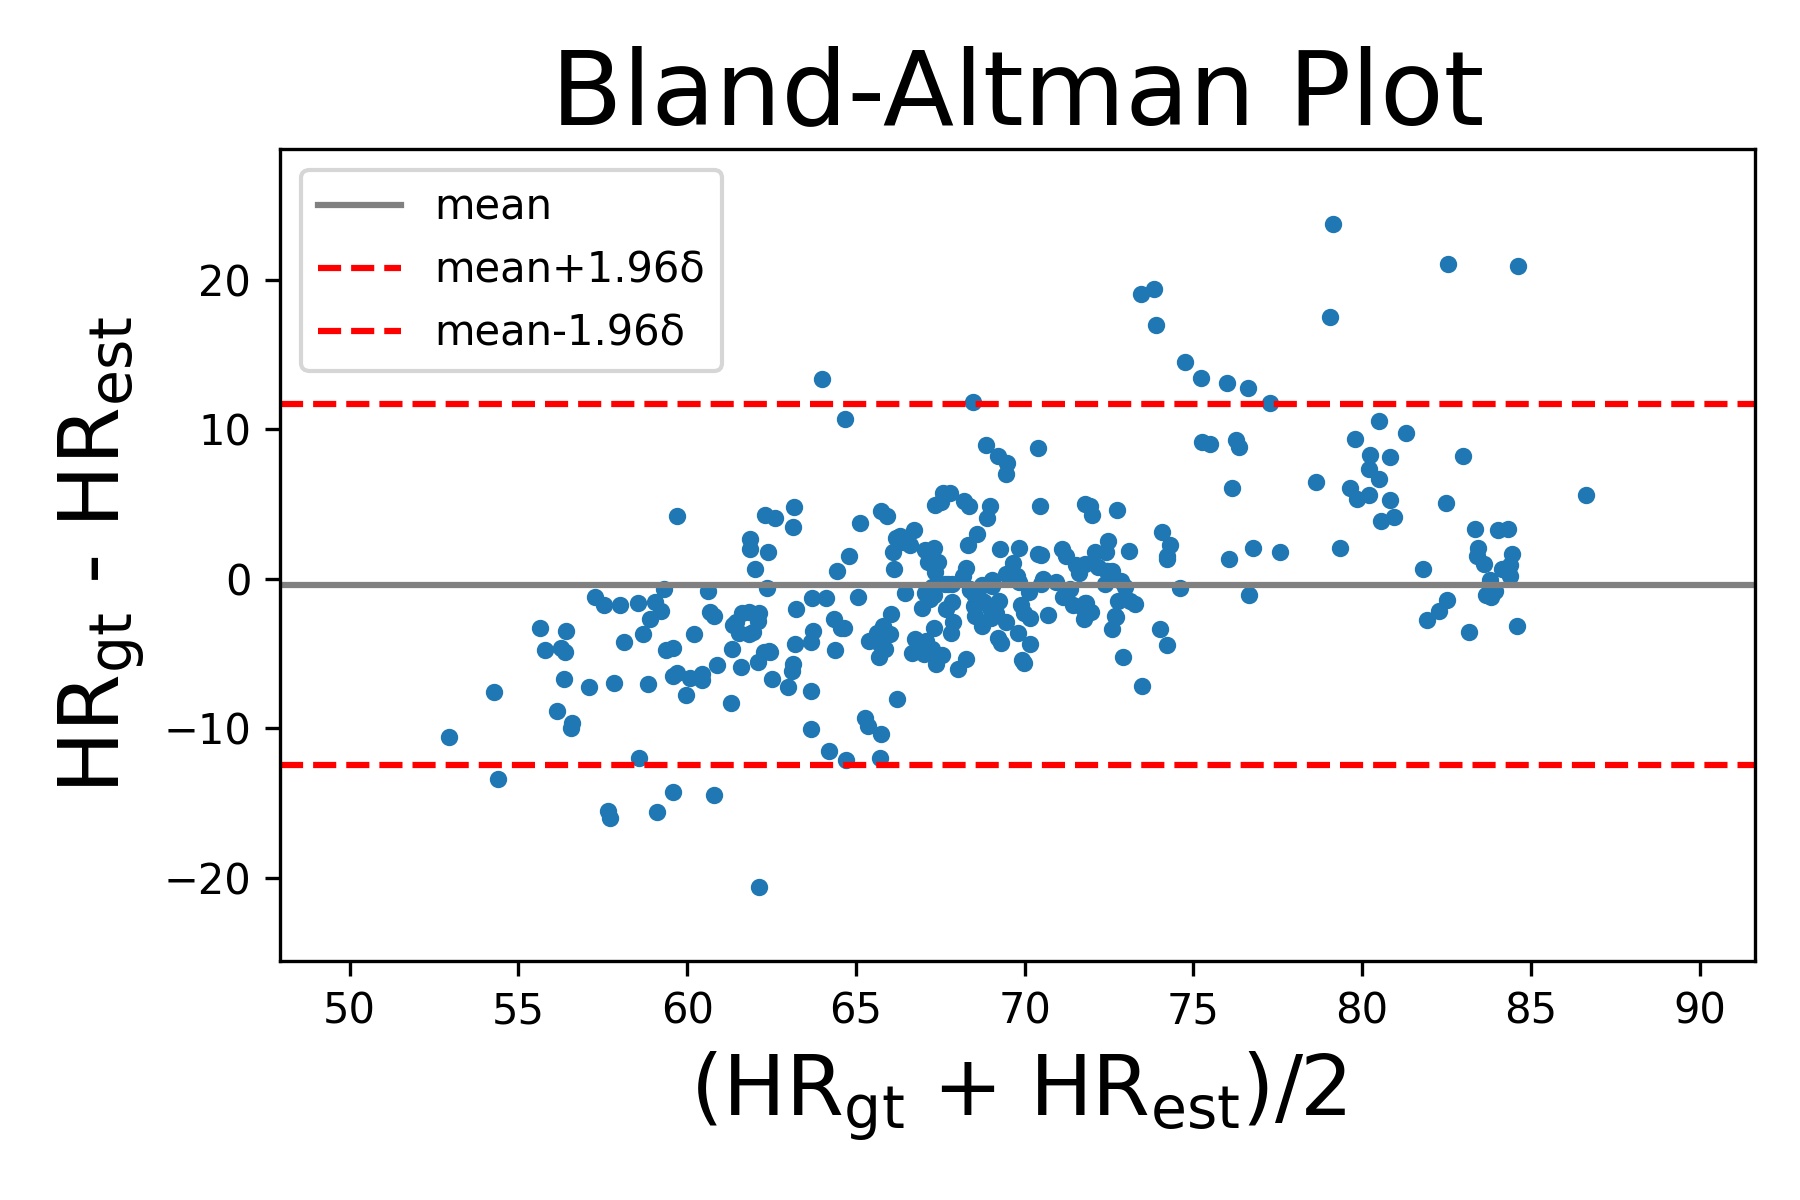 Bland-Altman Plot
mean
mean+1.96δ
mean-1.96δ
HRgt - HRest
20
10
0
−10
−20
50 55 60 65 70 75 80 85 90
(HRgt + HRest)/2